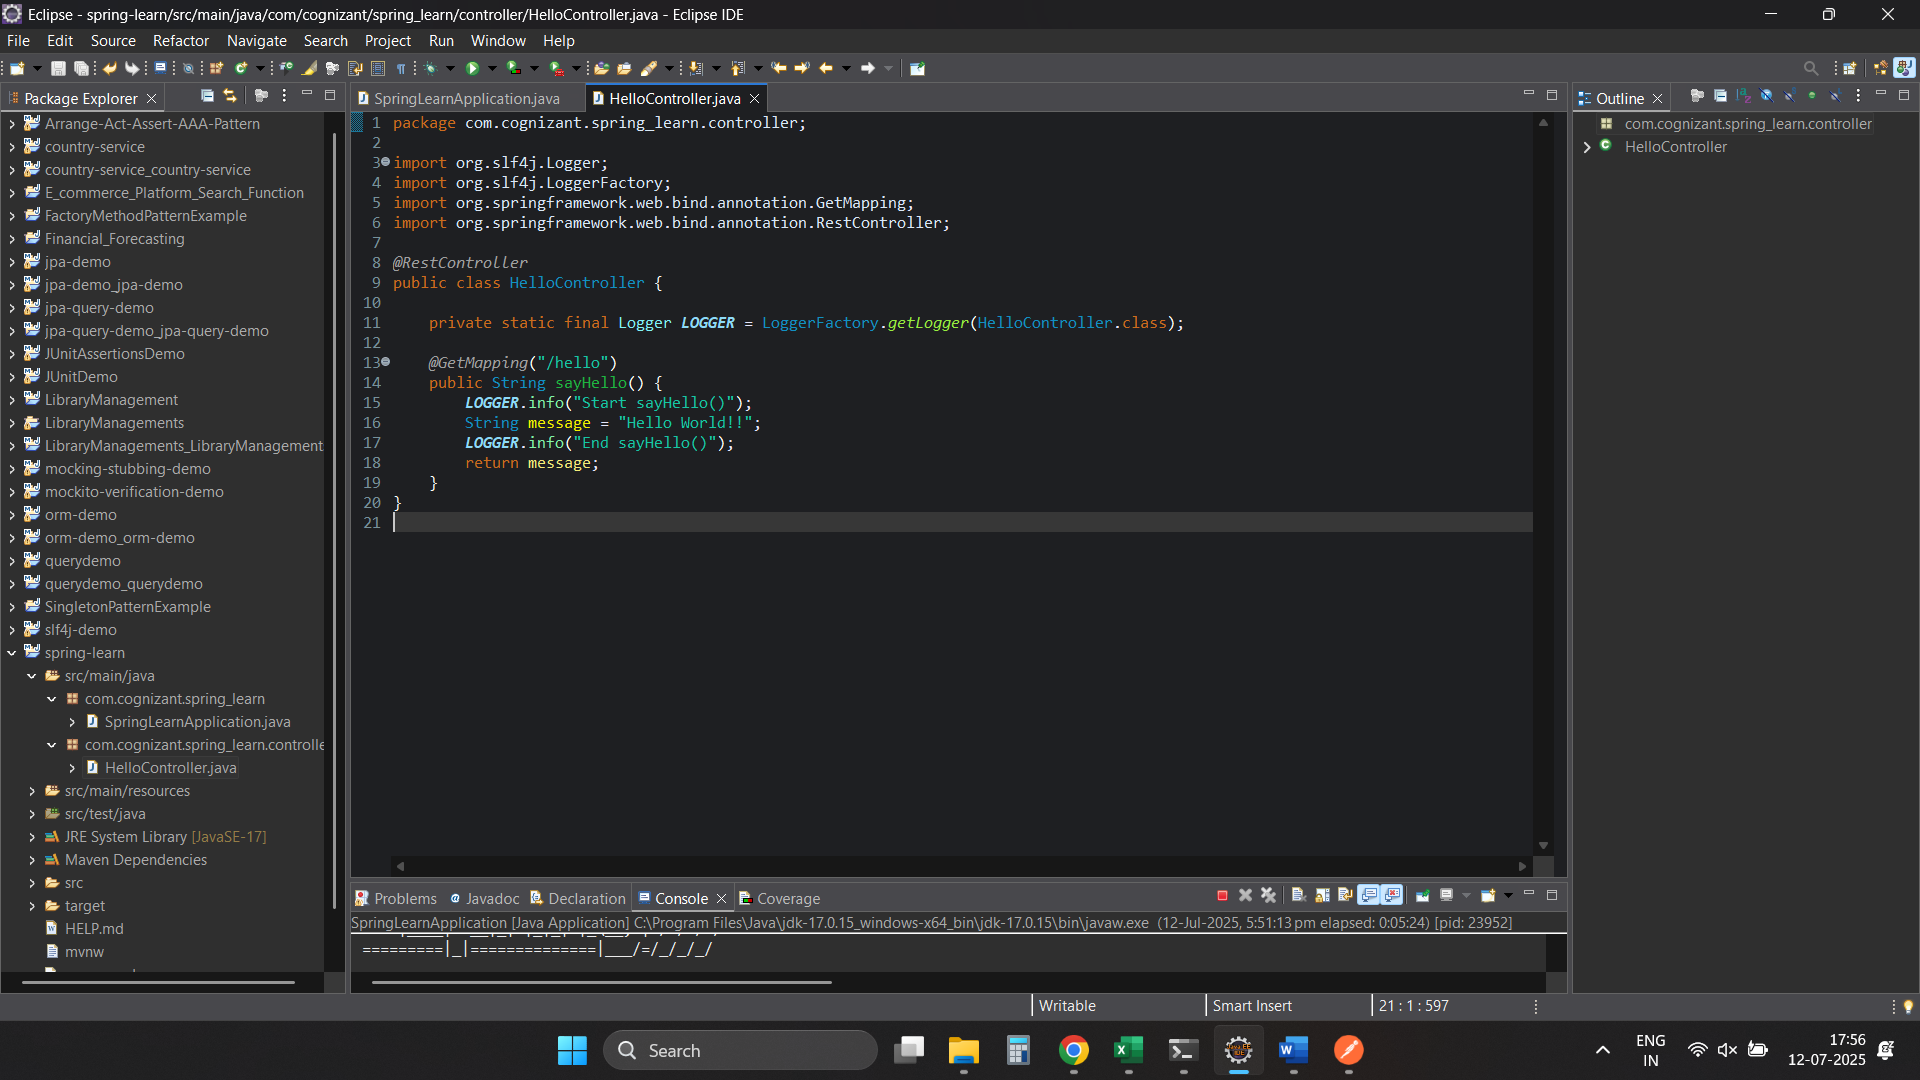 Eclipse - spring-learn/src/main/java/com/cognizant/spring_learn/controller/HelloController.java - Eclipse IDE
File Edit Source Refactor Navigate Search Project Run Window Help
Package Explorer
Arrange-Act-Assert-AAA-Pattern
country-service
country-service_country-service
E_commerce_Platform_Search_Function
FactoryMethodPatternExample
Financial_Forecasting
jpa-demo
jpa-demo_jpa-demo
jpa-query-demo
jpa-query-demo_jpa-query-demo
JUnitAssertionsDemo
JUnitDemo
LibraryManagement
LibraryManagements
LibraryManagements_LibraryManagement
mocking-stubbing-demo
mockito-verification-demo
orm-demo
orm-demo_orm-demo
querydemo
querydemo_querydemo
SingletonPatternExample
slf4j-demo
spring-learn
src/main/java
com.cognizant.spring_learn
SpringLearnApplication.java
com.cognizant.spring_learn.controlle
HelloController.java
src/main/resources
src/test/java
JRE System Library [JavaSE-17]
Maven Dependencies
src
target
HELP.md
mvnw
SpringLearnApplication.java HelloController.java
1 package com.cognizant.spring_learn.controller;
2
3 import org.slf4j.Logger;
4 import org.slf4j.LoggerFactory;
5 import org.springframework.web.bind.annotation.GetMapping;
6 import org.springframework.web.bind.annotation.RestController;
7
8 @RestController
9 public class HelloController {
10
11     private static final Logger LOGGER = LoggerFactory.getLogger(HelloController.class);
12
13     @GetMapping("/hello")
14     public String sayHello() {
15         LOGGER.info("Start sayHello()");
16         String message = "Hello World!!";
17         LOGGER.info("End sayHello()");
18         return message;
19     }
20 }
21
Outline
com.cognizant.spring_learn.controller
HelloController
Problems Javadoc Declaration Console Coverage
SpringLearnApplication [Java Application] C:\Program Files\Java\jdk-17.0.15_windows-x64_bin\jdk-17.0.15\bin\javaw.exe (12-Jul-2025, 5:51:13 pm elapsed: 0:05:24) [pid: 23952]
=========|_|==============|___/=/_/_/_/
Writable Smart Insert 21 : 1 : 597
Search
ENG
IN
17:56
12-07-2025